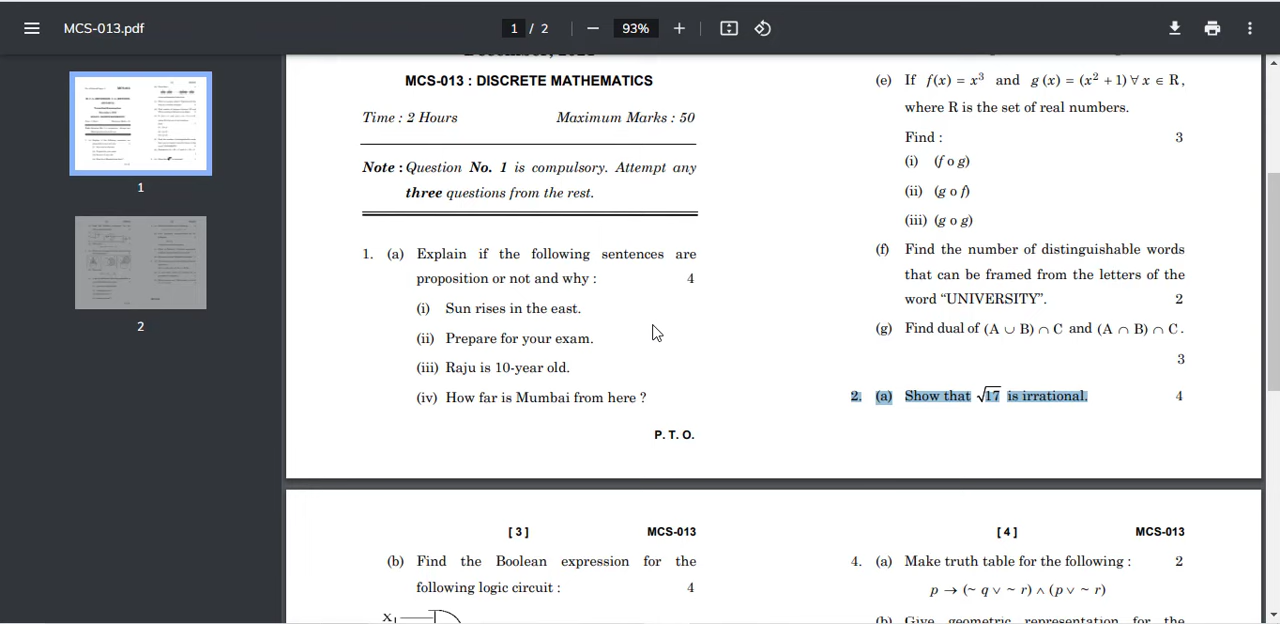 MCS-013.pdf
1 / 2
93%
1
2
MCS-013 : DISCRETE MATHEMATICS
Time : 2 Hours Maximum Marks : 50
Note : Question No. 1 is compulsory. Attempt any
three questions from the rest.
1. (a) Explain if the following sentences are
proposition or not and why : 4
(i) Sun rises in the east.
(ii) Prepare for your exam.
(iii) Raju is 10-year old.
(iv) How far is Mumbai from here ?
P. T. O.
(e) If f(x) = x³ and g (x) = (x² + 1) ∀ x ∈ R,
where R is the set of real numbers.
Find : 3
(i) (f o g)
(ii) (g o f)
(iii) (g o g)
(f) Find the number of distinguishable words
that can be framed from the letters of the
word “UNIVERSITY”. 2
(g) Find dual of (A ∪ B) ∩ C and (A ∩ B) ∩ C.
3
2. (a) Show that √17 is irrational. 4
[ 3 ] MCS-013
(b) Find the Boolean expression for the
following logic circuit : 4
X₁
[ 4 ] MCS-013
4. (a) Make truth table for the following : 2
p → (~ q ∨ ~ r) ∧ (p ∨ ~ r)
(b) Give geometric representation for the